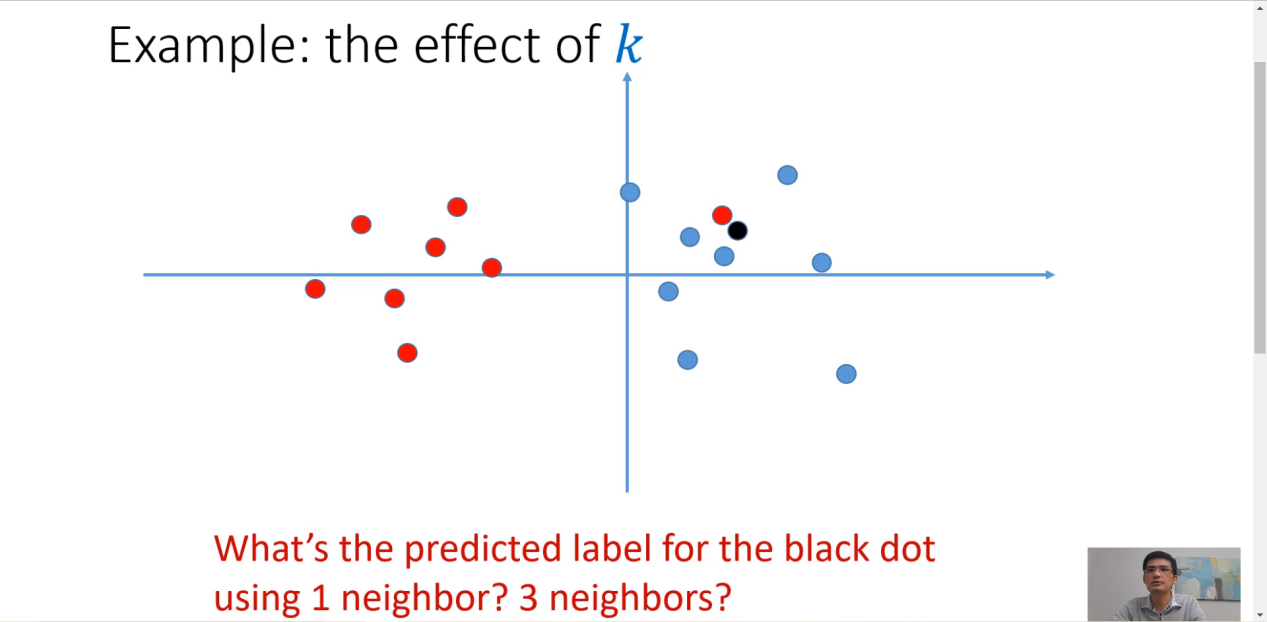 Example: the effect of k
What’s the predicted label for the black dot
using 1 neighbor? 3 neighbors?